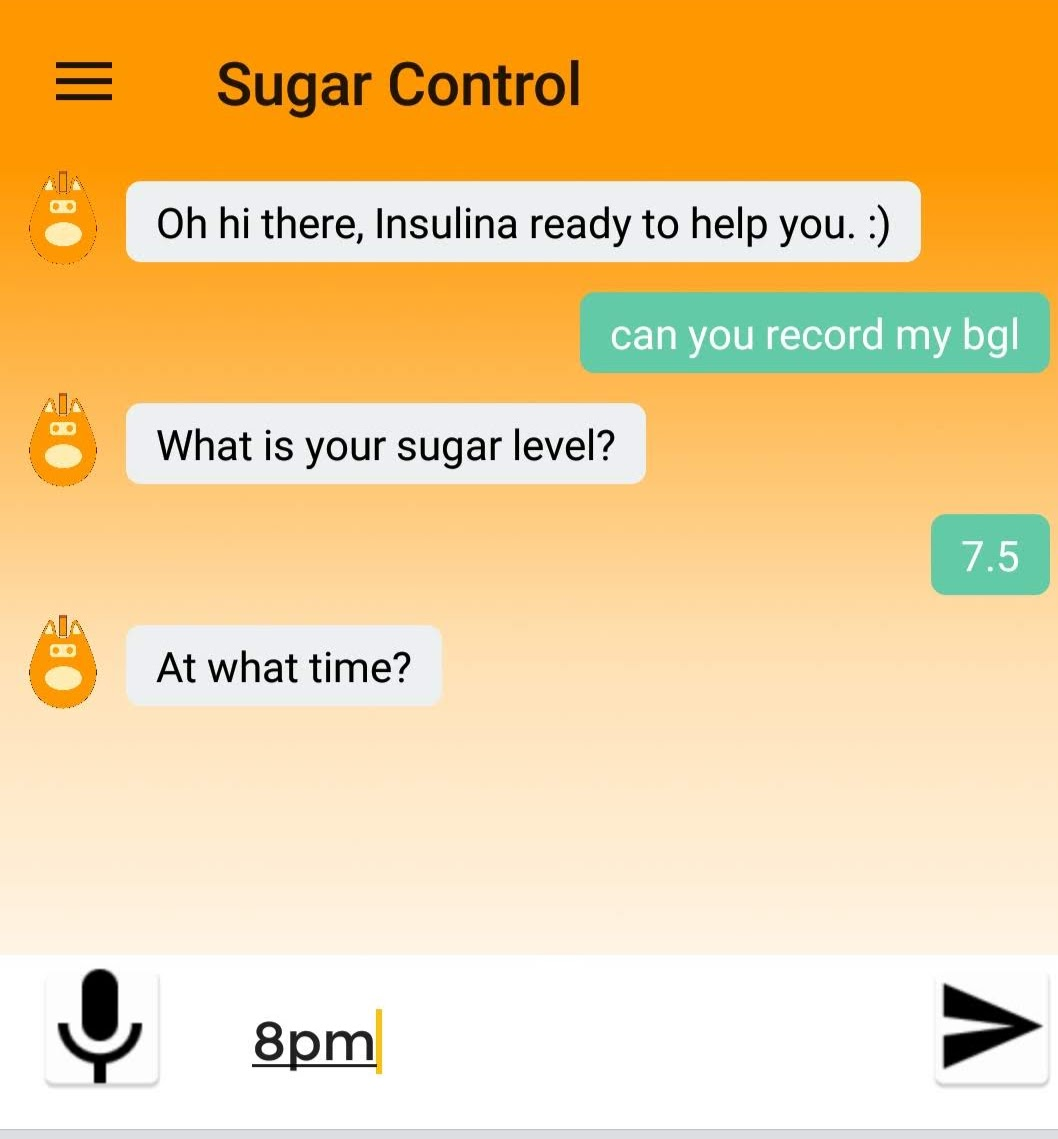 Sugar Control
Oh hi there, Insulina ready to help you. :)
can you record my bgl
What is your sugar level?
7.5
At what time?
8pm